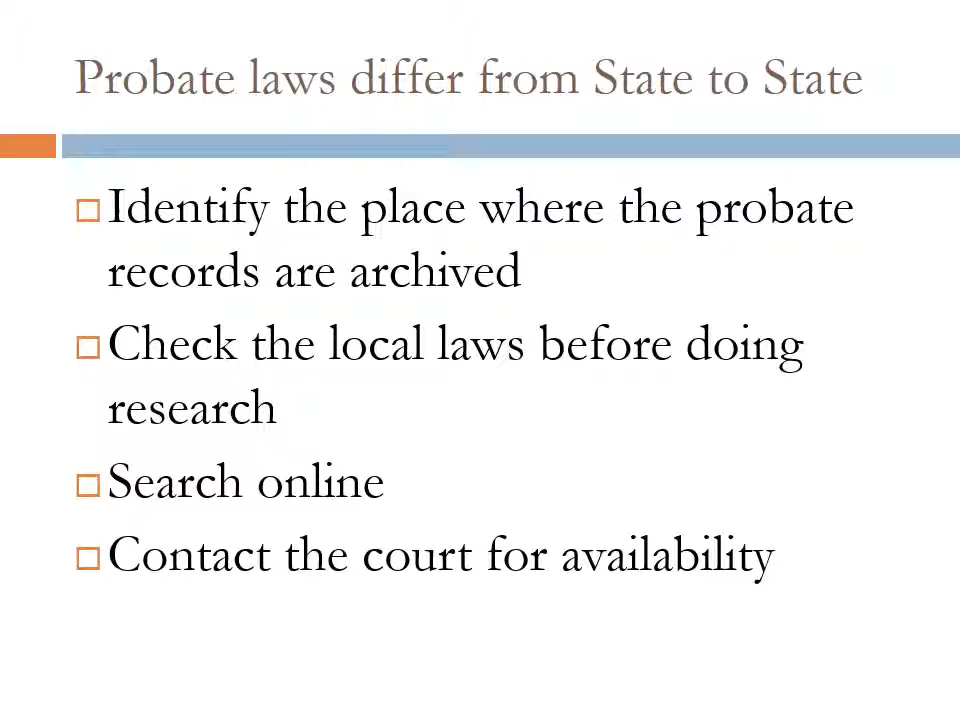 Probate laws differ from State to State
Identify the place where the probate
records are archived
Check the local laws before doing
research
Search online
Contact the court for availability